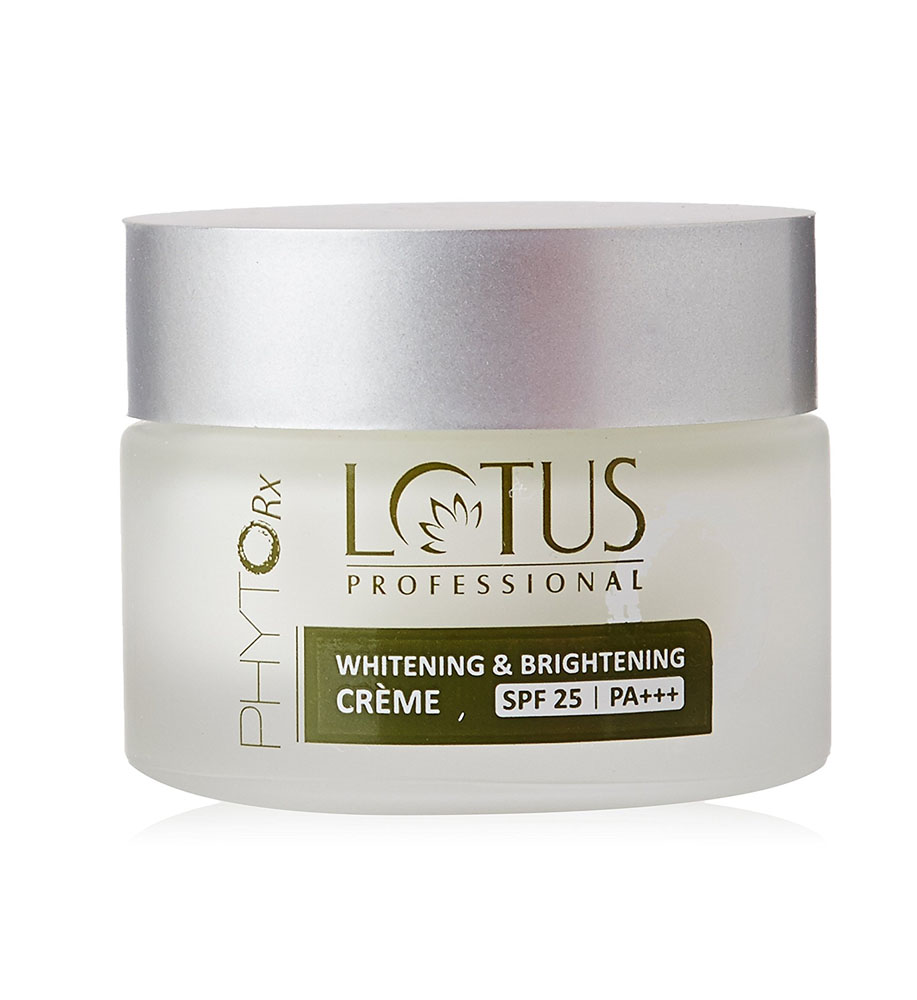 PHYTORx
LOTUS
PROFESSIONAL
WHITENING & BRIGHTENING
CRÈME
SPF 25 | PA+++